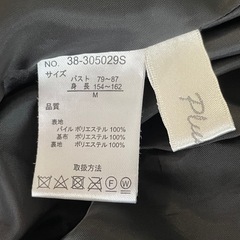 NO. 38-305029S
サイズ
バスト 79~87
身 長 154~162
M
品質
表地
パイル ポリエステル 100%
基布 ポリエステル 100%
裏地 ポリエステル 100%
取扱方法
Plu